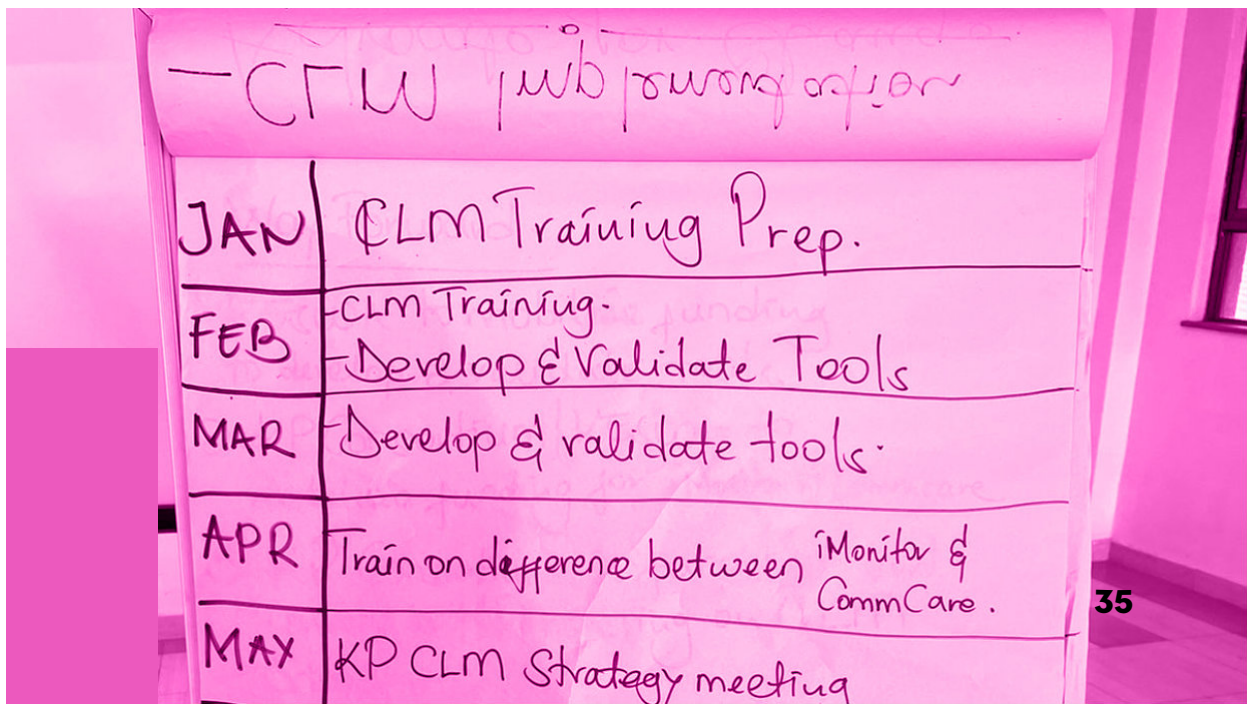 - CLM implementation
JAN CLM Training Prep.
FEB - CLM Training.
- Develop & Validate Tools
MAR - Develop & validate tools.
APR Train on difference between iMonitor &
CommCare.
35
MAY KP CLM Strategy meeting